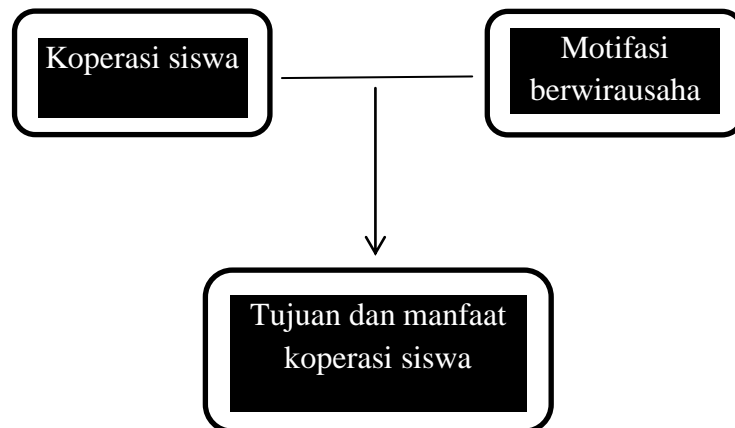 Koperasi siswa
Motifasi
berwirausaha
Tujuan dan manfaat
koperasi siswa